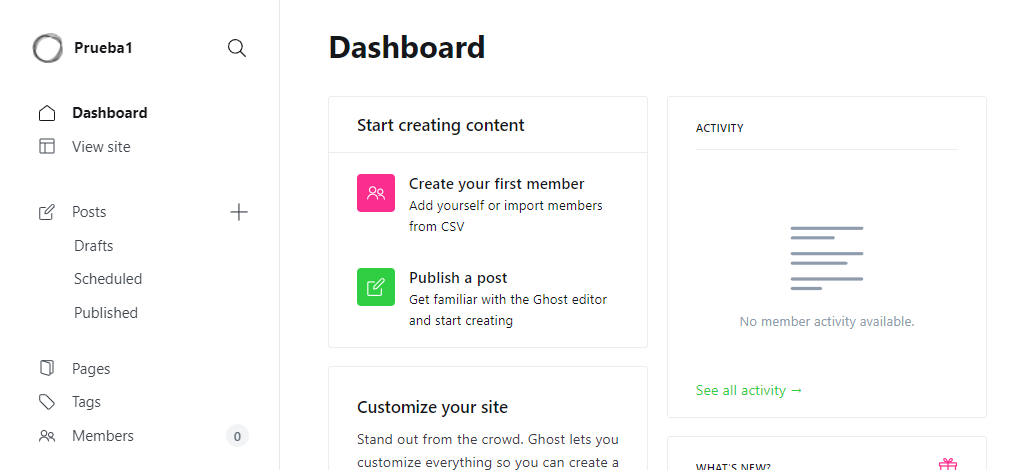 Prueba1
Dashboard
View site
Posts
Drafts
Scheduled
Published
Pages
Tags
Members
0
Dashboard
Start creating content
Create your first member
Add yourself or import members
from CSV
Publish a post
Get familiar with the Ghost editor
and start creating
Customize your site
Stand out from the crowd. Ghost lets you
customize everything so you can create a
ACTIVITY
No member activity available.
See all activity →
WHAT'S NEW?